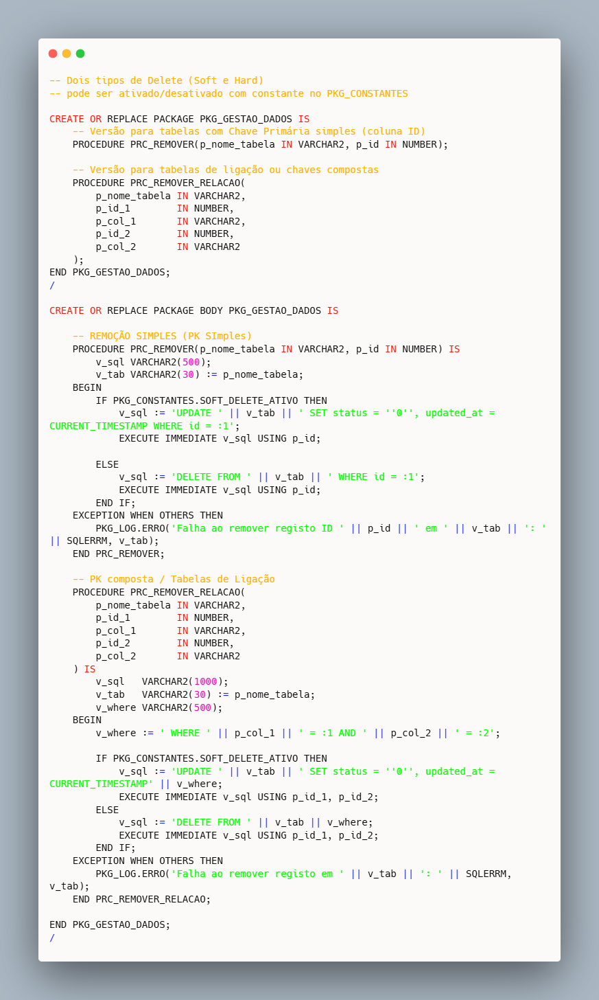 -- Dois tipos de Delete (Soft e Hard)
-- pode ser ativado/desativado com constante no PKG_CONSTANTES

CREATE OR REPLACE PACKAGE PKG_GESTAO_DADOS IS
    -- Versão para tabelas com Chave Primária simples (coluna ID)
    PROCEDURE PRC_REMOVER(p_nome_tabela IN VARCHAR2, p_id IN NUMBER);

    -- Versão para tabelas de ligação ou chaves compostas
    PROCEDURE PRC_REMOVER_RELACAO(
        p_nome_tabela IN VARCHAR2,
        p_id_1        IN NUMBER,
        p_col_1       IN VARCHAR2,
        p_id_2        IN NUMBER,
        p_col_2       IN VARCHAR2
    );
END PKG_GESTAO_DADOS;
/

CREATE OR REPLACE PACKAGE BODY PKG_GESTAO_DADOS IS

    -- REMOÇÃO SIMPLES (PK SImples)
    PROCEDURE PRC_REMOVER(p_nome_tabela IN VARCHAR2, p_id IN NUMBER) IS
        v_sql VARCHAR2(500);
        v_tab VARCHAR2(30) := p_nome_tabela;
    BEGIN
        IF PKG_CONSTANTES.SOFT_DELETE_ATIVO THEN
            v_sql := 'UPDATE ' || v_tab || ' SET status = ''0'', updated_at =
CURRENT_TIMESTAMP WHERE id = :1';
            EXECUTE IMMEDIATE v_sql USING p_id;

        ELSE
            v_sql := 'DELETE FROM ' || v_tab || ' WHERE id = :1';
            EXECUTE IMMEDIATE v_sql USING p_id;
        END IF;
    EXCEPTION WHEN OTHERS THEN
        PKG_LOG.ERRO('Falha ao remover registo ID ' || p_id || ' em ' || v_tab || ': '
|| SQLERRM, v_tab);
    END PRC_REMOVER;

    -- PK composta / Tabelas de Ligação
    PROCEDURE PRC_REMOVER_RELACAO(
        p_nome_tabela IN VARCHAR2,
        p_id_1        IN NUMBER,
        p_col_1       IN VARCHAR2,
        p_id_2        IN NUMBER,
        p_col_2       IN VARCHAR2
    ) IS
        v_sql   VARCHAR2(1000);
        v_tab   VARCHAR2(30) := p_nome_tabela;
        v_where VARCHAR2(500);
    BEGIN
        v_where := ' WHERE ' || p_col_1 || ' = :1 AND ' || p_col_2 || ' = :2';

        IF PKG_CONSTANTES.SOFT_DELETE_ATIVO THEN
            v_sql := 'UPDATE ' || v_tab || ' SET status = ''0'', updated_at =
CURRENT_TIMESTAMP' || v_where;
            EXECUTE IMMEDIATE v_sql USING p_id_1, p_id_2;
        ELSE
            v_sql := 'DELETE FROM ' || v_tab || v_where;
            EXECUTE IMMEDIATE v_sql USING p_id_1, p_id_2;
        END IF;
    EXCEPTION WHEN OTHERS THEN
        PKG_LOG.ERRO('Falha ao remover registo em ' || v_tab || ': ' || SQLERRM,
v_tab);
    END PRC_REMOVER_RELACAO;

END PKG_GESTAO_DADOS;
/